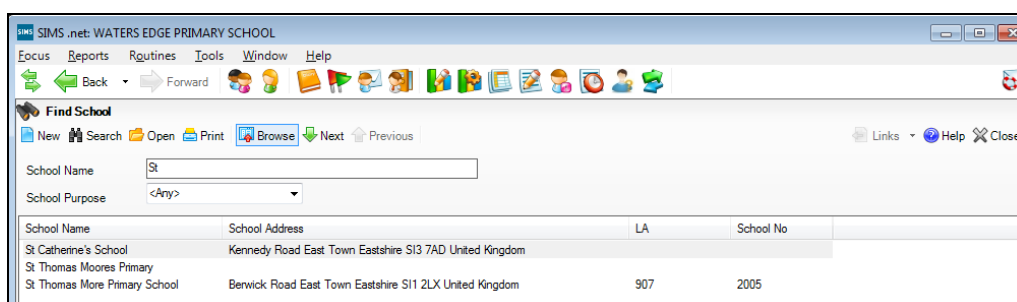 SIMS SIMS .net: WATERS EDGE PRIMARY SCHOOL
Focus Reports Routines Tools Window Help
Back Forward
Find School
New Search Open Print Browse Next Previous Links Help Close
School Name St
School Purpose <Any>
School Name School Address LA School No
St Catherine's School Kennedy Road East Town Eastshire SI3 7AD United Kingdom
St Thomas Moores Primary
St Thomas More Primary School Berwick Road East Town Eastshire SI1 2LX United Kingdom 907 2005